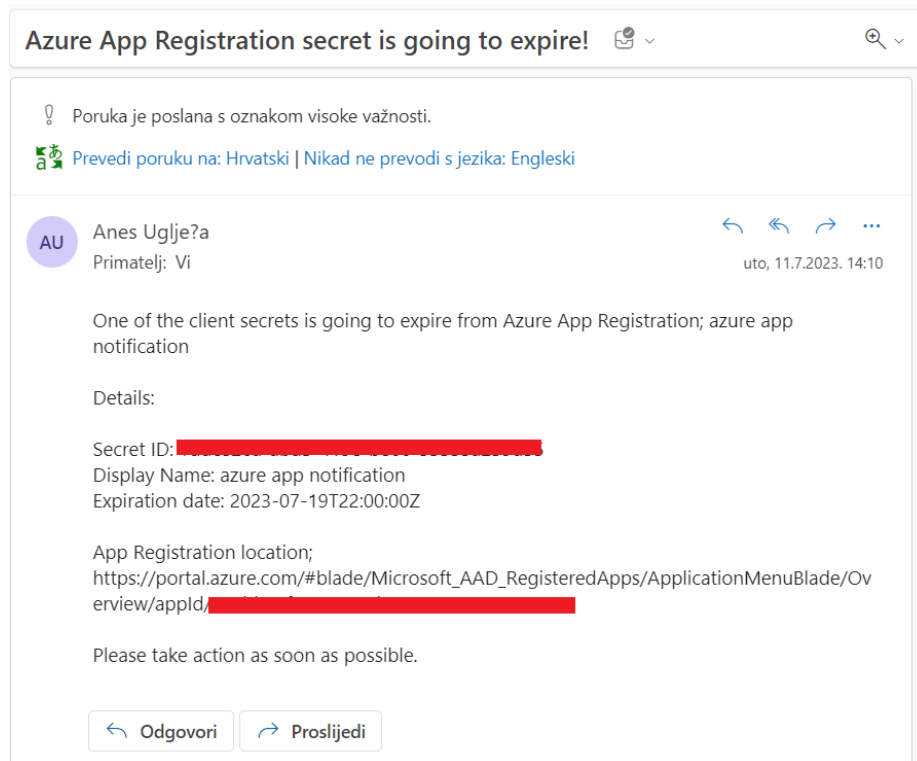 Azure App Registration secret is going to expire!
Poruka je poslana s oznakom visoke važnosti.
Prevedi poruku na: Hrvatski | Nikad ne prevodi s jezika: Engleski
AU
Anes Uglje?a
Primatelj: Vi
uto, 11.7.2023. 14:10
One of the client secrets is going to expire from Azure App Registration; azure app
notification
Details:
Secret ID:
Display Name: azure app notification
Expiration date: 2023-07-19T22:00:00Z
App Registration location;
https://portal.azure.com/#blade/Microsoft_AAD_RegisteredApps/ApplicationMenuBlade/Ov
erview/appId/
Please take action as soon as possible.
Odgovori
Proslijedi